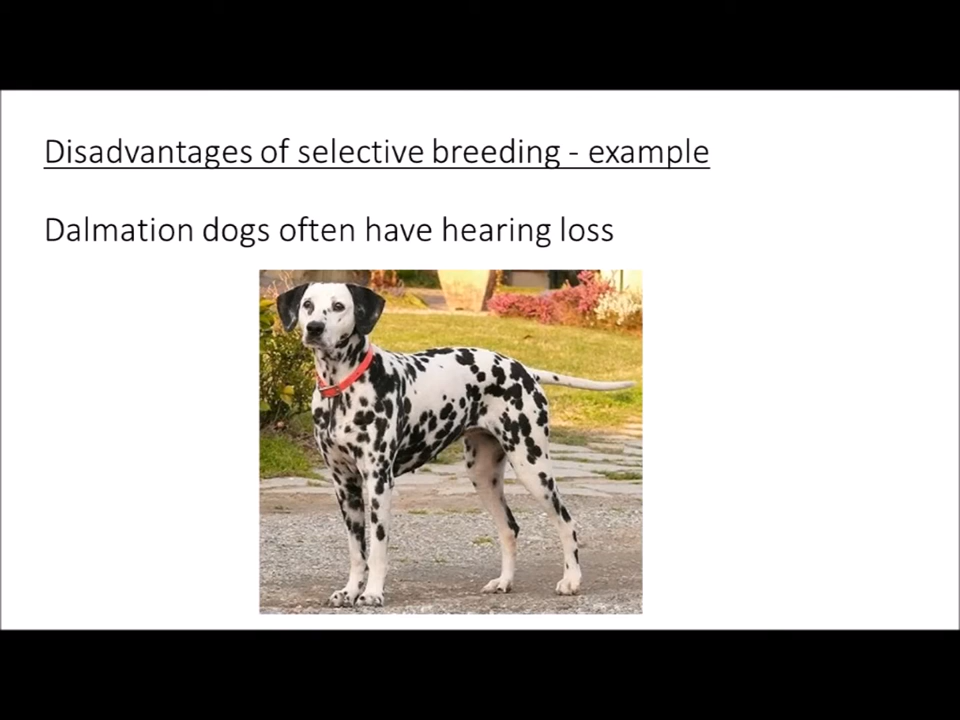 Disadvantages of selective breeding - example
Dalmation dogs often have hearing loss